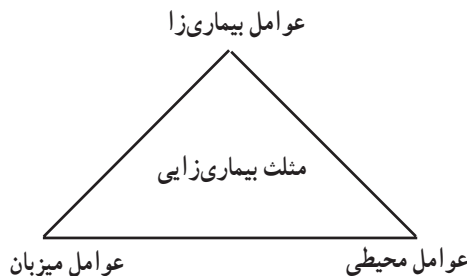 عوامل بیماری‌زا
مثلث بیماری‌زایی
عوامل محیطی
عوامل میزبان